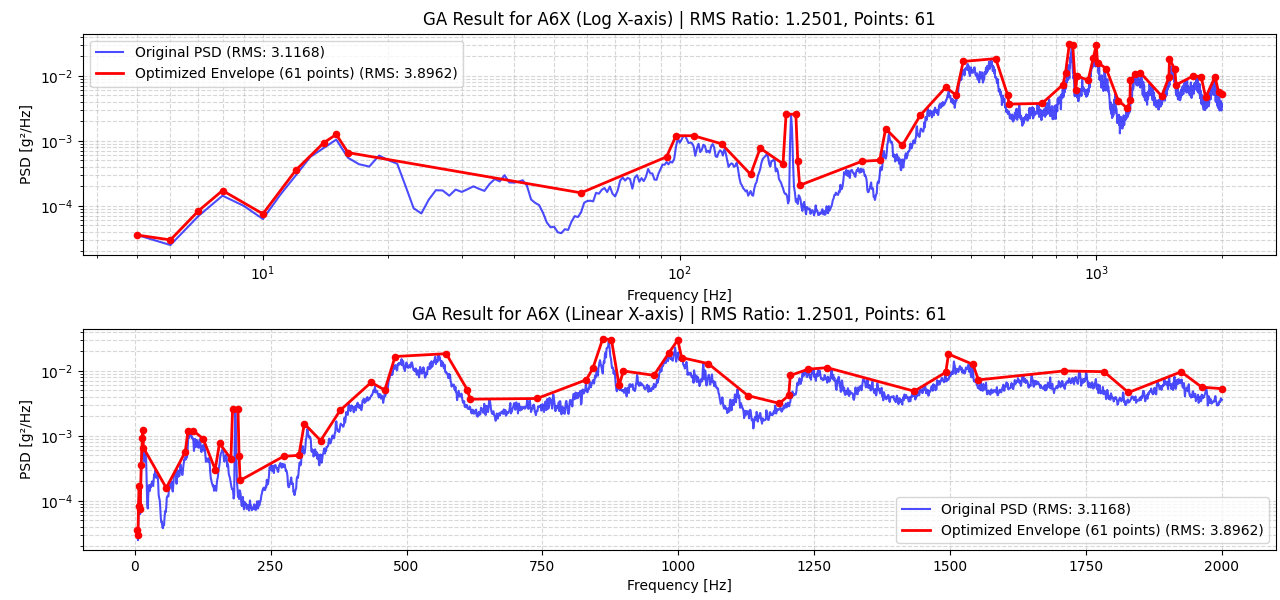 GA Result for A6X (Log X-axis) | RMS Ratio: 1.2501, Points: 61
Original PSD (RMS: 3.1168)
Optimized Envelope (61 points) (RMS: 3.8962)
PSD [g²/Hz]
10⁻²
10⁻³
10⁻⁴
10¹ 10² 10³
Frequency [Hz]
GA Result for A6X (Linear X-axis) | RMS Ratio: 1.2501, Points: 61
PSD [g²/Hz]
10⁻²
10⁻³
10⁻⁴
Original PSD (RMS: 3.1168)
Optimized Envelope (61 points) (RMS: 3.8962)
0 250 500 750 1000 1250 1500 1750 2000
Frequency [Hz]